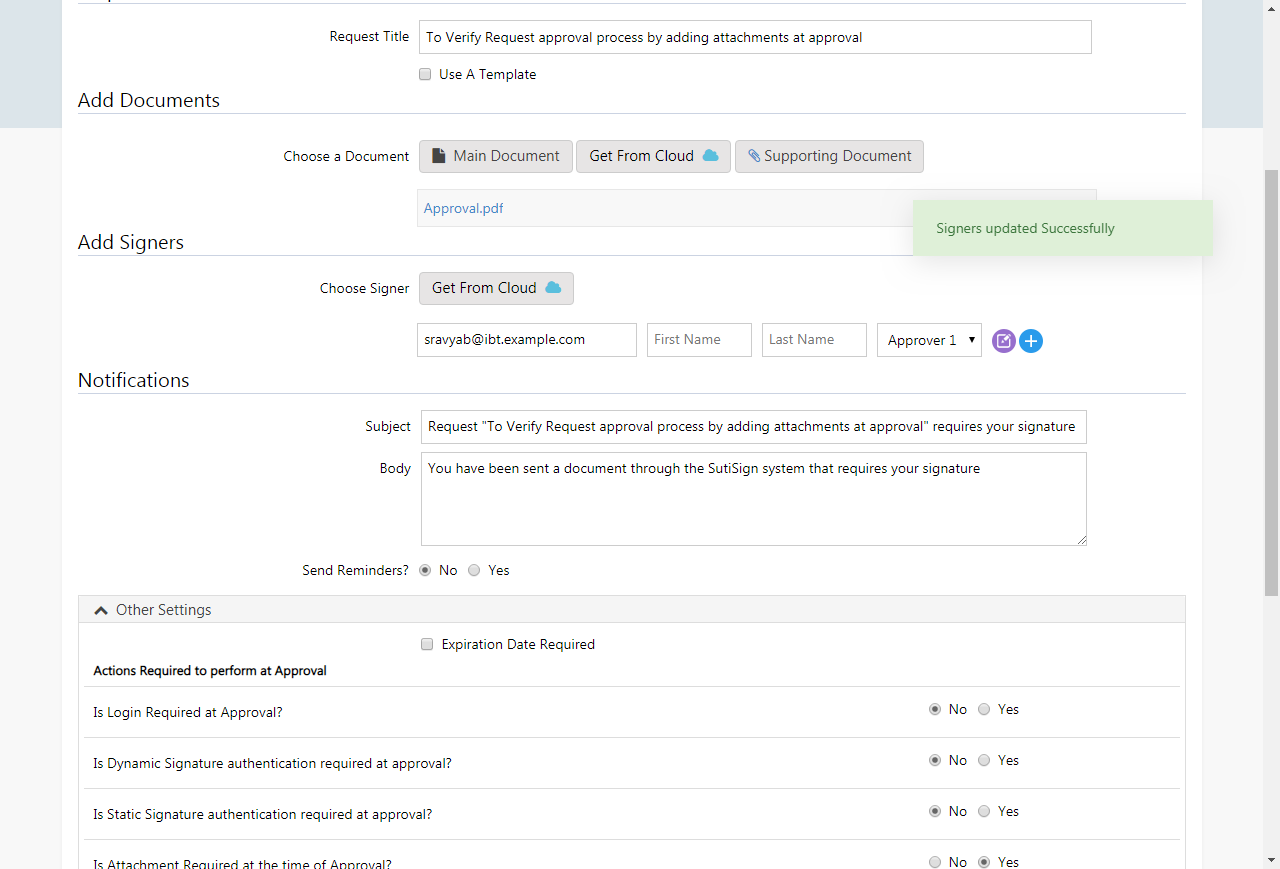 Request Title To Verify Request approval process by adding attachments at approval
Use A Template
Add Documents
Choose a Document Main Document Get From Cloud Supporting Document
Approval.pdf
Signers updated Successfully
Add Signers
Choose Signer Get From Cloud
sravyab@ibt.example.com First Name Last Name Approver 1
Notifications
Subject Request "To Verify Request approval process by adding attachments at approval" requires your signature
Body You have been sent a document through the SutiSign system that requires your signature
Send Reminders? No Yes
Other Settings
Expiration Date Required
Actions Required to perform at Approval
Is Login Required at Approval? No Yes
Is Dynamic Signature authentication required at approval? No Yes
Is Static Signature authentication required at approval? No Yes
Is Attachment Required at the time of Approval? No Yes